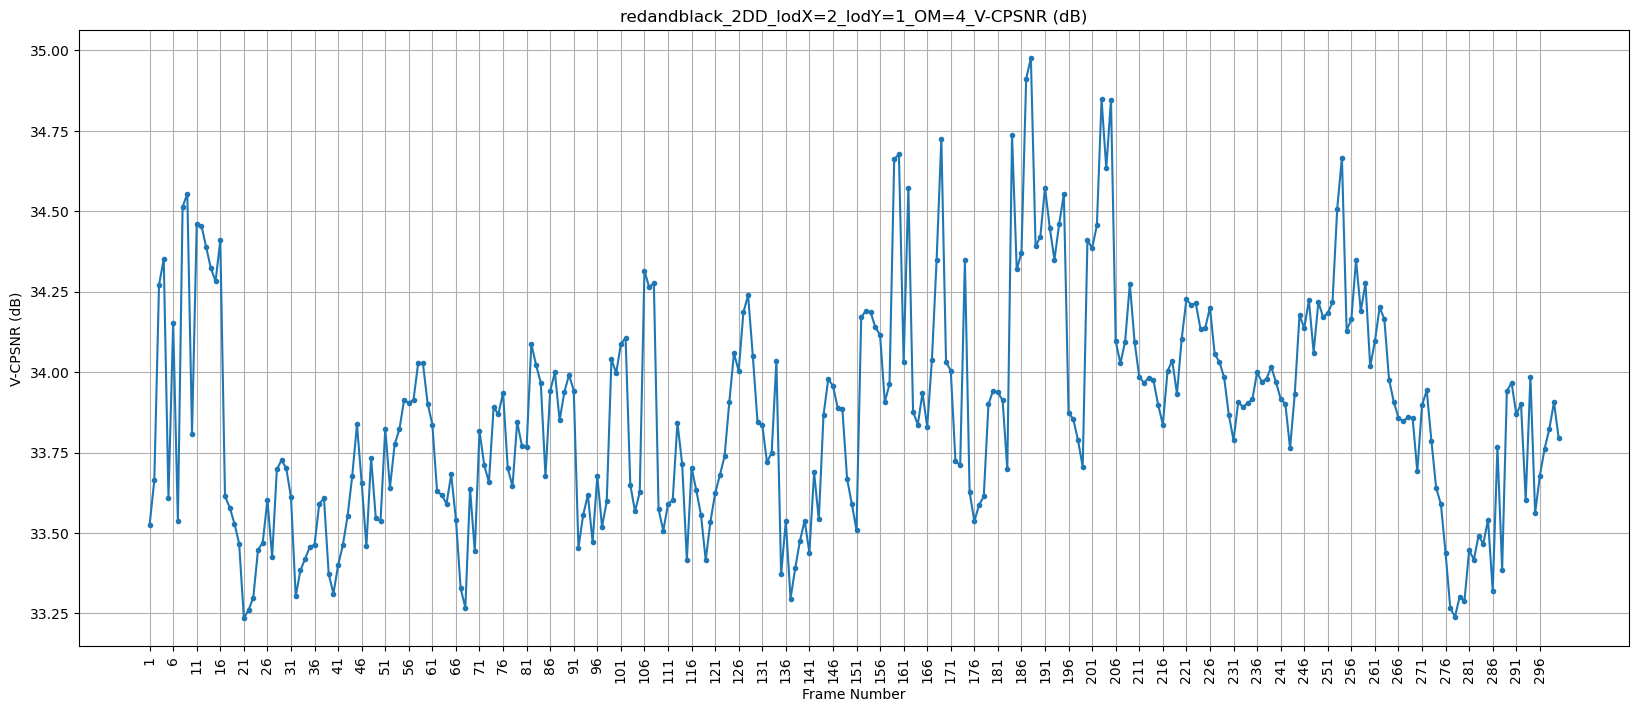 redandblack_2DD_lodX=2_lodY=1_OM=4_V-CPSNR (dB)
V-CPSNR (dB)
35.00
34.75
34.50
34.25
34.00
33.75
33.50
33.25
1 6 11 16 21 26 31 36 41 46 51 56 61 66 71 76 81 86 91 96 101 106 111 116 121 126 131 136 141 146 151 156 161 166 171 176 181 186 191 196 201 206 211 216 221 226 231 236 241 246 251 256 261 266 271 276 281 286 291 296
Frame Number